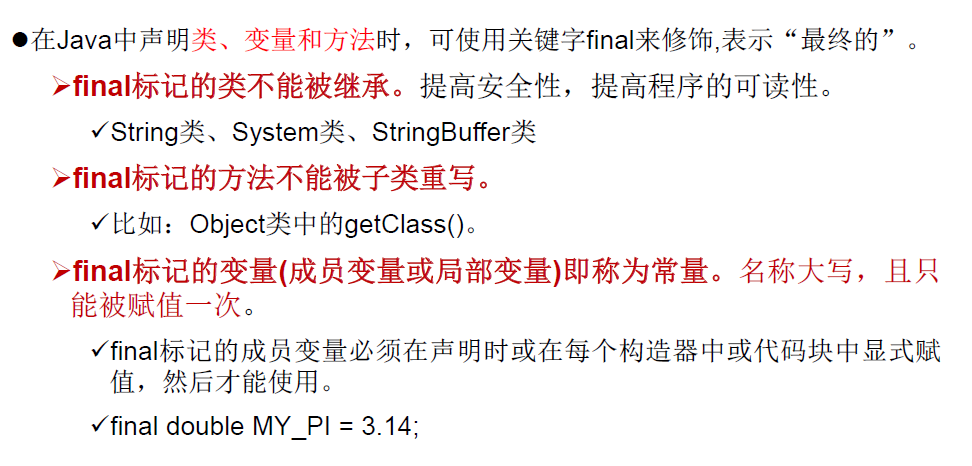 ●在Java中声明类、变量和方法时，可使用关键字final来修饰,表示“最终的”。
➢final标记的类不能被继承。提高安全性，提高程序的可读性。
✓String类、System类、StringBuffer类
➢final标记的方法不能被子类重写。
✓比如：Object类中的getClass()。
➢final标记的变量(成员变量或局部变量)即称为常量。名称大写，且只
能被赋值一次。
✓final标记的成员变量必须在声明时或在每个构造器中或代码块中显式赋
值，然后才能使用。
✓final double MY_PI = 3.14;